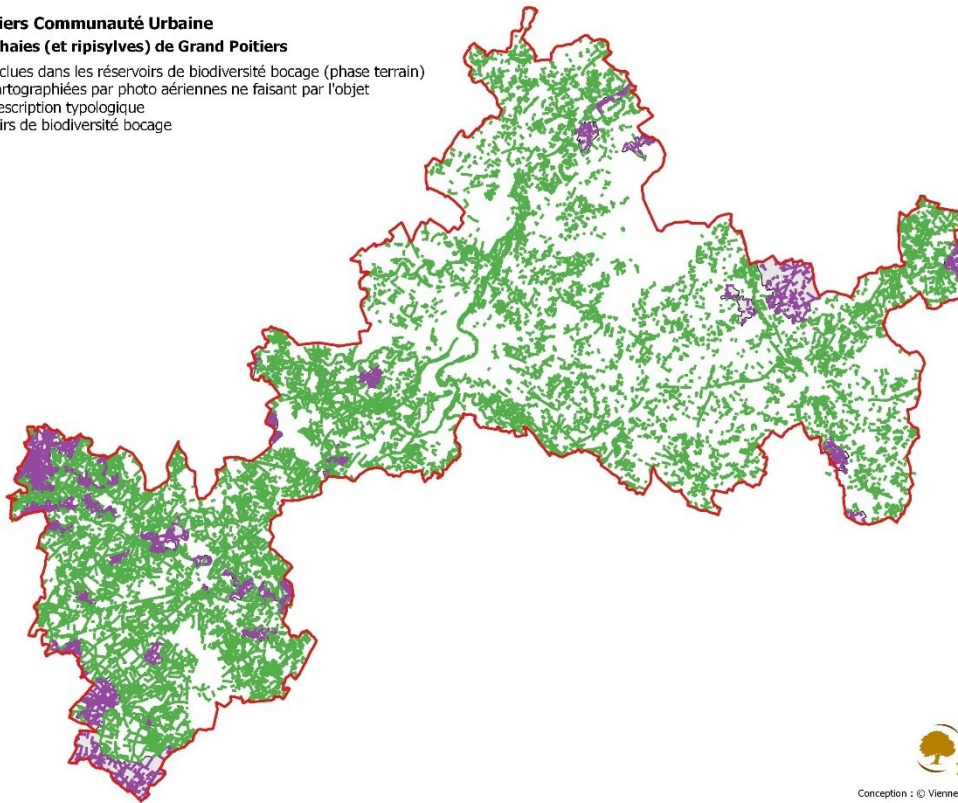 iers Communauté Urbaine
haies (et ripisylves) de Grand Poitiers
clues dans les réservoirs de biodiversité bocage (phase terrain)
artographiées par photo aériennes ne faisant par l'objet
escription typologique
irs de biodiversité bocage
Conception : © Vienne